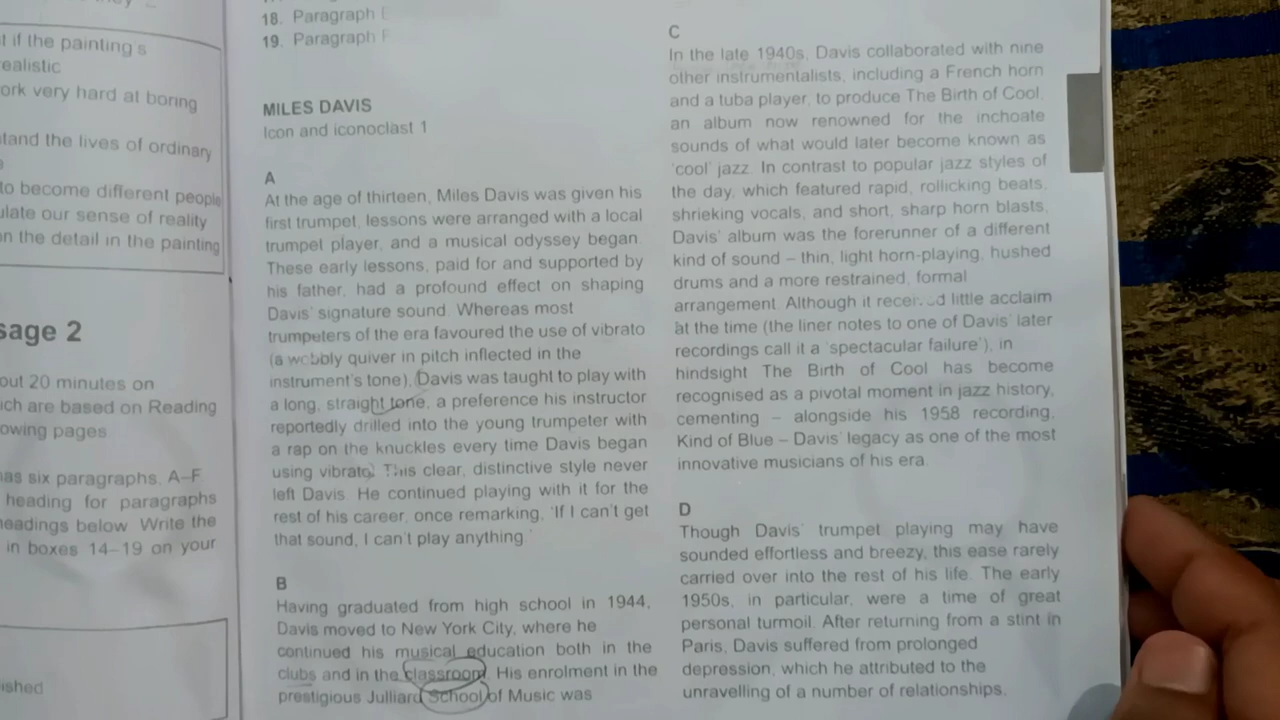 t if the painting's
ealistic
ork very hard at boring
tand the lives of ordinary
to become different people
ulate our sense of reality
on the detail in the painting
sage 2
out 20 minutes on
ich are based on Reading
owing pages.
has six paragraphs, A–F.
heading for paragraphs
headings below. Write the
in boxes 14–19 on your
ished
18. Paragraph E
19. Paragraph F
MILES DAVIS
Icon and iconoclast 1
A
At the age of thirteen, Miles Davis was given his
first trumpet, lessons were arranged with a local
trumpet player, and a musical odyssey began.
These early lessons, paid for and supported by
his father, had a profound effect on shaping
Davis' signature sound. Whereas most
trumpeters of the era favoured the use of vibrato
(a wobbly quiver in pitch inflected in the
instrument's tone), Davis was taught to play with
a long, straight tone, a preference his instructor
reportedly drilled into the young trumpeter with
a rap on the knuckles every time Davis began
using vibrato. This clear, distinctive style never
left Davis. He continued playing with it for the
rest of his career, once remarking, 'If I can't get
that sound, I can't play anything.'
B
Having graduated from high school in 1944,
Davis moved to New York City, where he
continued his musical education both in the
clubs and in the classroom. His enrolment in the
prestigious Julliard School of Music was
C
In the late 1940s, Davis collaborated with nine
other instrumentalists, including a French horn
and a tuba player, to produce The Birth of Cool,
an album now renowned for the inchoate
sounds of what would later become known as
'cool' jazz. In contrast to popular jazz styles of
the day, which featured rapid, rollicking beats,
shrieking vocals, and short, sharp horn blasts,
Davis' album was the forerunner of a different
kind of sound – thin, light horn-playing, hushed
drums and a more restrained, formal
arrangement. Although it received little acclaim
at the time (the liner notes to one of Davis' later
recordings call it a 'spectacular failure'), in
hindsight The Birth of Cool has become
recognised as a pivotal moment in jazz history,
cementing – alongside his 1958 recording,
Kind of Blue – Davis' legacy as one of the most
innovative musicians of his era.
D
Though Davis' trumpet playing may have
sounded effortless and breezy, this ease rarely
carried over into the rest of his life. The early
1950s, in particular, were a time of great
personal turmoil. After returning from a stint in
Paris, Davis suffered from prolonged
depression, which he attributed to the
unravelling of a number of relationships,